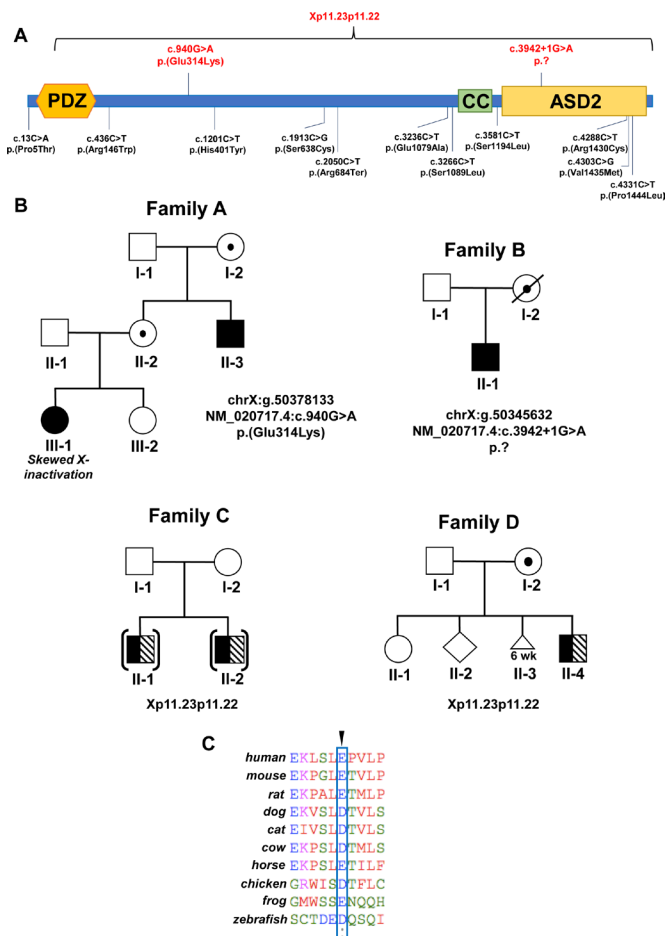 Xp11.23p11.22
A
c.940G>A
p.(Glu314Lys)
c.3942+1G>A
p.?
PDZ
CC
ASD2
c.13C>A
p.(Pro5Thr)
c.436C>T
p.(Arg146Trp)
c.1201C>T
p.(His401Tyr)
c.1913C>G
p.(Ser638Cys)
c.2050C>T
p.(Arg684Ter)
c.3236C>T
p.(Glu1079Ala)
c.3266C>T
p.(Ser1089Leu)
c.3581C>T
p.(Ser1194Leu)
c.4288C>T
p.(Arg1430Cys)
c.4303C>G
p.(Val1435Met)
c.4331C>T
p.(Pro1444Leu)
B
Family A
I-1
I-2
II-1
II-2
II-3
III-1
III-2
Skewed X-
inactivation
chrX:g.50378133
NM_020717.4:c.940G>A
p.(Glu314Lys)
Family B
I-1
I-2
II-1
chrX:g.50345632
NM_020717.4:c.3942+1G>A
p.?
Family C
I-1
I-2
II-1
II-2
Xp11.23p11.22
Family D
I-1
I-2
6 wk
II-1
II-2
II-3
II-4
Xp11.23p11.22
C
human EKLSLEPVLP
mouse EKPGLETVLP
rat EKPALETMLP
dog EKVSLDTVLS
cat EIVSLDTVLS
cow EKPSLDTMLS
horse EKPSLETILF
chicken GRWISDTFLC
frog GMWSSENQQH
zebrafish SCTDEDQSQI